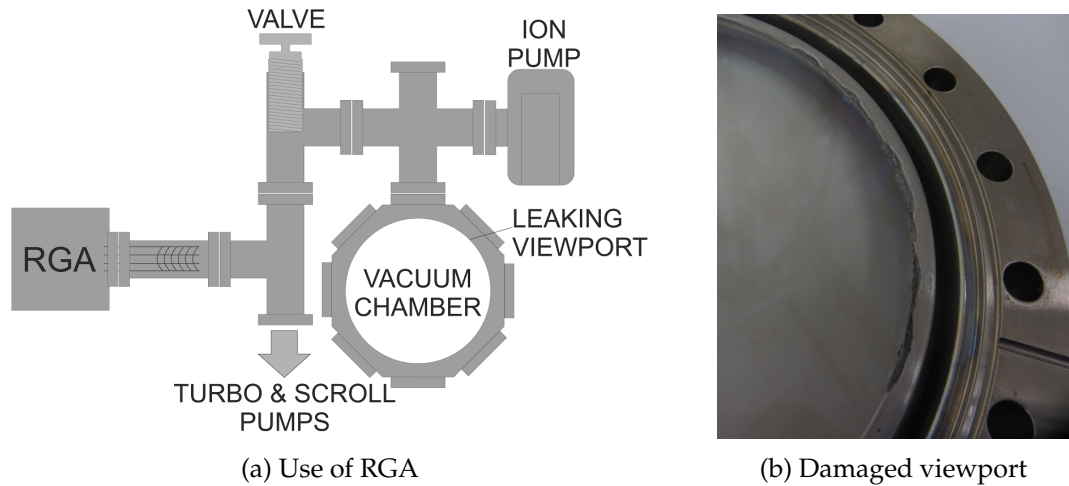 VALVE
ION
PUMP
RGA
LEAKING
VIEWPORT
VACUUM
CHAMBER
TURBO & SCROLL
PUMPS
(a) Use of RGA
(b) Damaged viewport